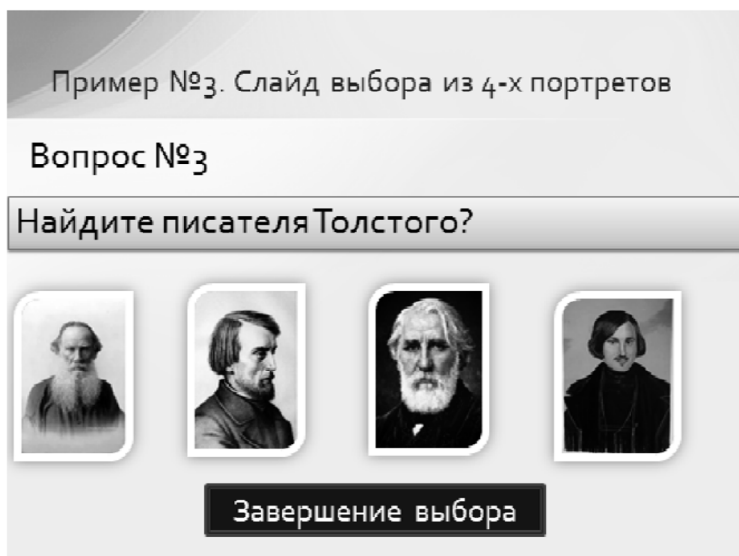 Пример №3. Слайд выбора из 4-х портретов
Вопрос №3
Найдите писателя Толстого?
Завершение выбора